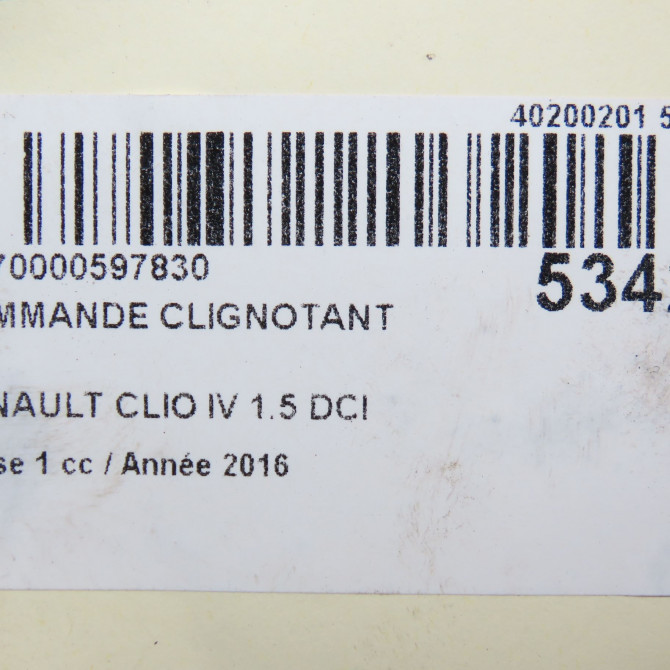 40200201 5
70000597830
534
MMANDE CLIGNOTANT
NAULT CLIO IV 1.5 DCI
se 1 cc / Année 2016